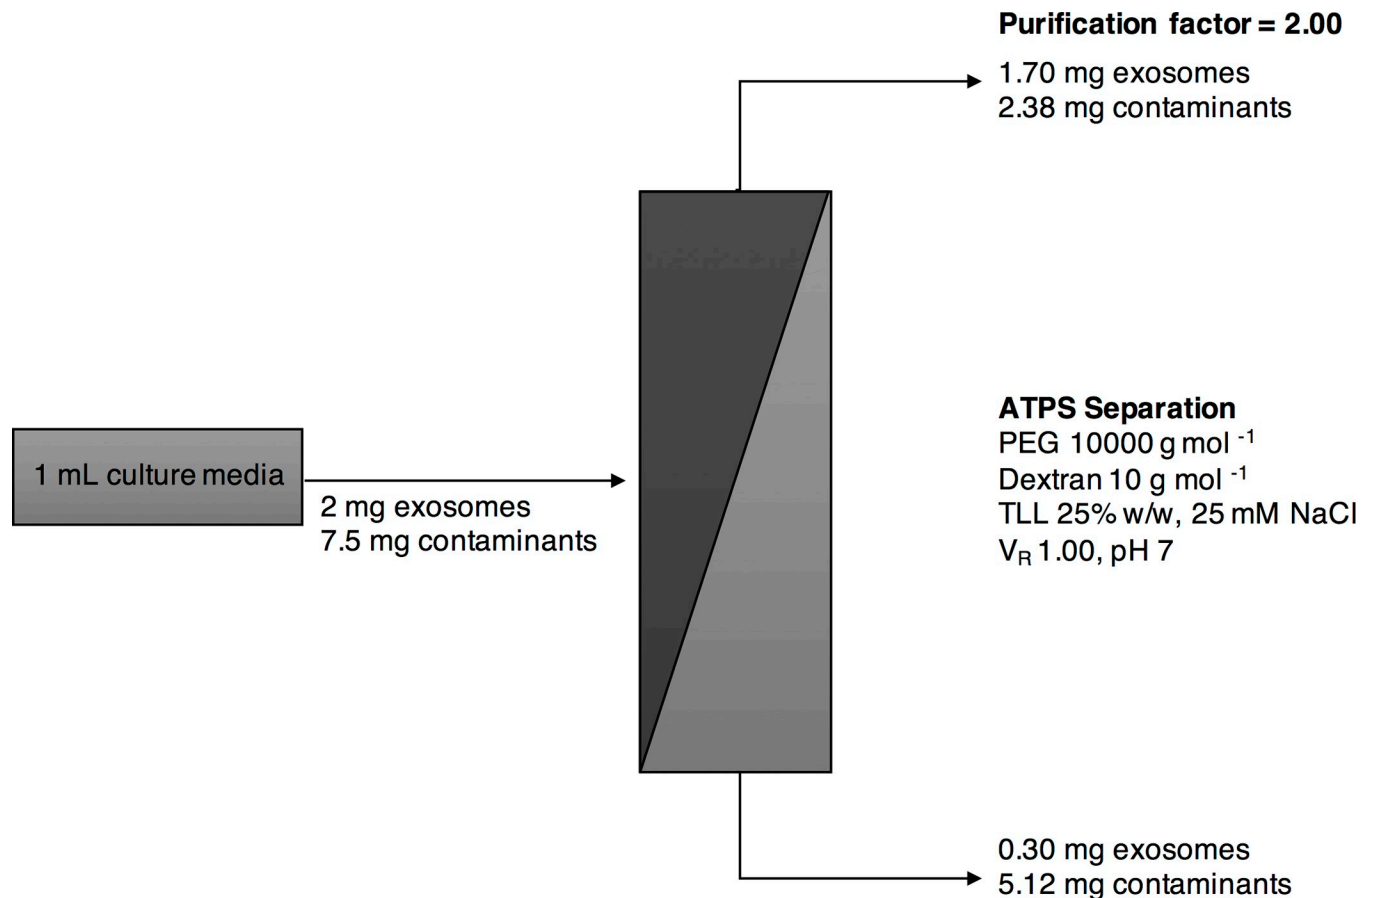 Purification factor = 2.00
1.70 mg exosomes
2.38 mg contaminants
1 mL culture media
2 mg exosomes
7.5 mg contaminants
ATPS Separation
PEG 10000 g mol -1
Dextran 10 g mol -1
TLL 25% w/w, 25 mM NaCl
VR 1.00, pH 7
0.30 mg exosomes
5.12 mg contaminants